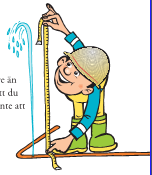 e än
tt du
nte att